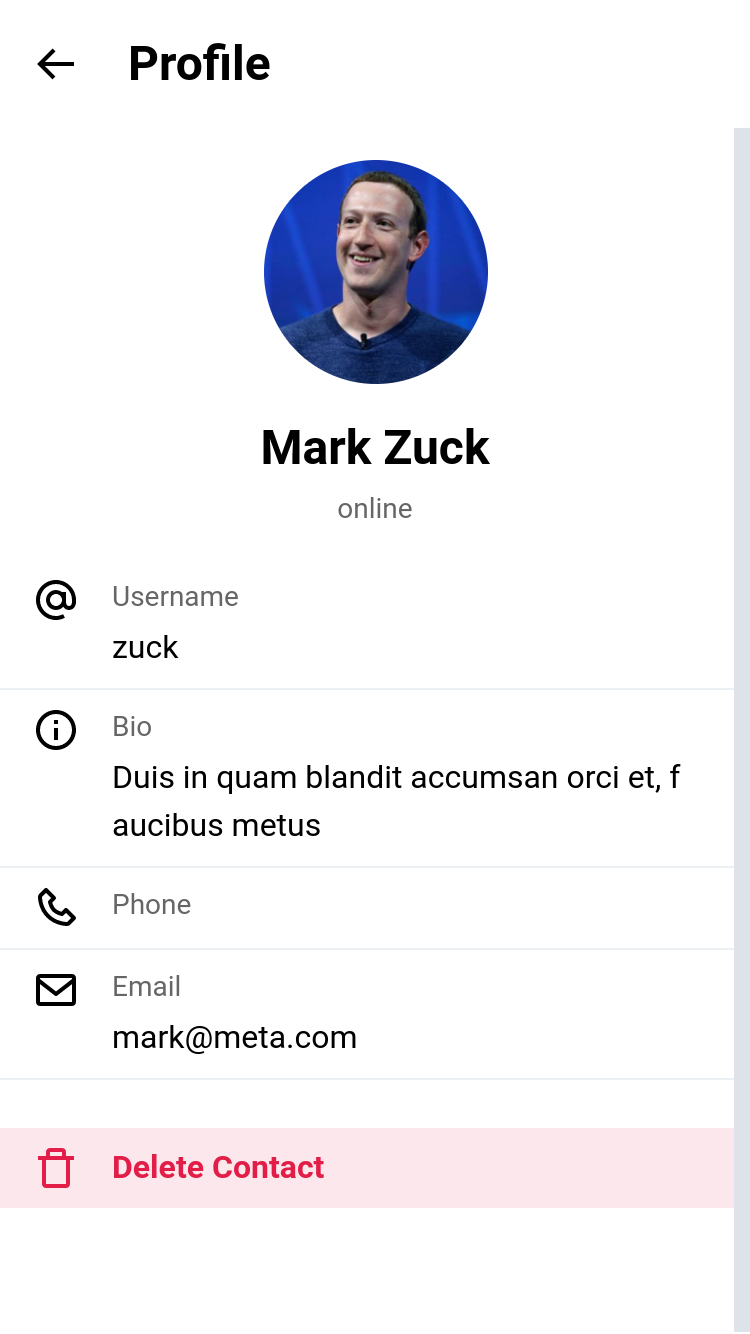 Profile
Mark Zuck
online
Username
zuck
Bio
Duis in quam blandit accumsan orci et, f
aucibus metus
Phone
Email
mark@meta.com
Delete Contact